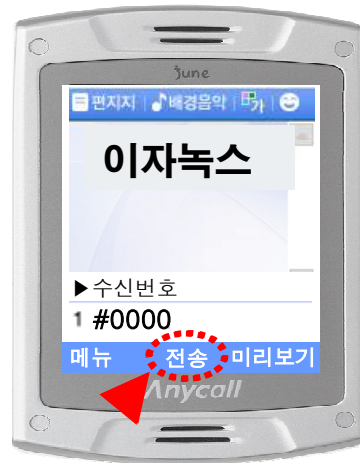 June
편지지 배경음악 가
이자녹스
▶수신번호
1 #0000
메뉴 전송 미리보기
Anycall